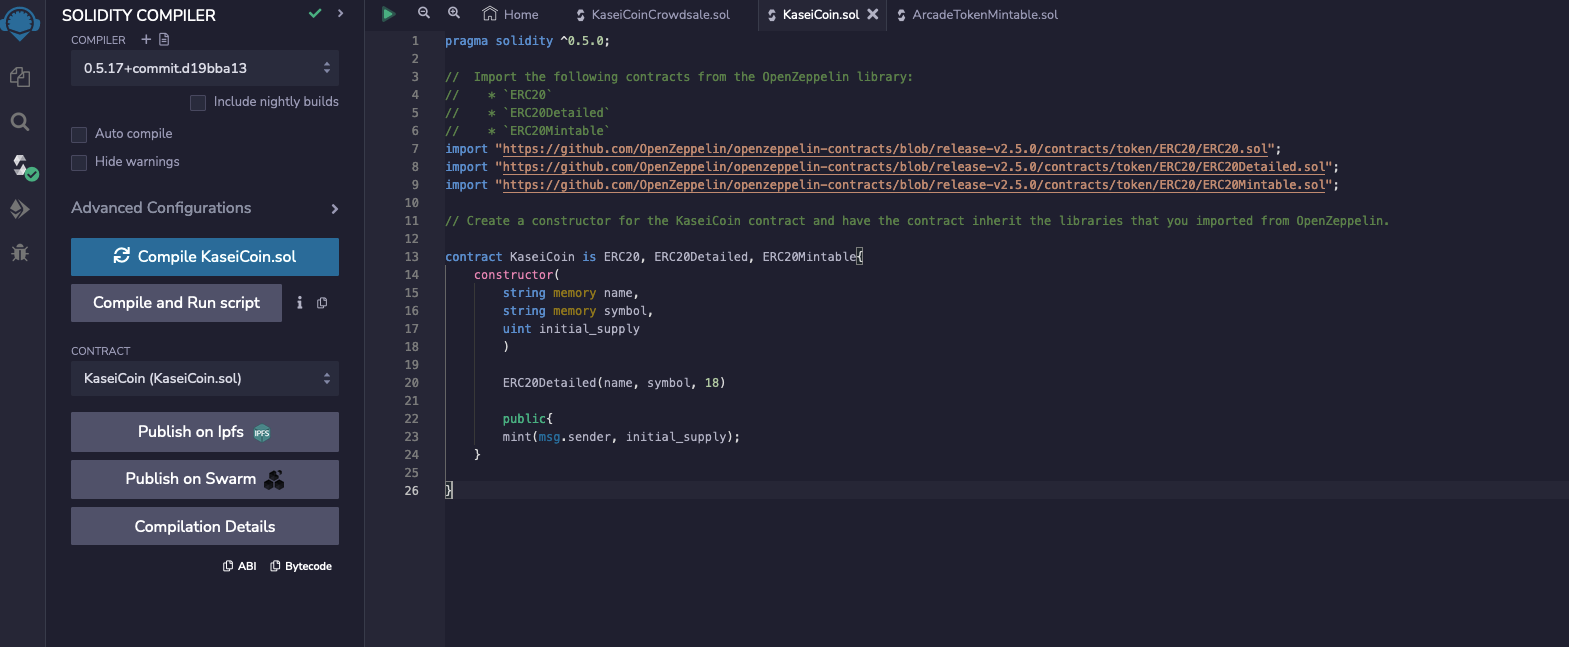 SOLIDITY COMPILER
COMPILER +
0.5.17+commit.d19bba13
Include nightly builds
Auto compile
Hide warnings
Advanced Configurations
Compile KaseiCoin.sol
Compile and Run script
CONTRACT
KaseiCoin (KaseiCoin.sol)
Publish on Ipfs IPFS
Publish on Swarm
Compilation Details
ABI Bytecode
Home KaseiCoinCrowdsale.sol KaseiCoin.sol ArcadeTokenMintable.sol
1 pragma solidity ^0.5.0;
2
3 //  Import the following contracts from the OpenZeppelin library:
4 //    * `ERC20`
5 //    * `ERC20Detailed`
6 //    * `ERC20Mintable`
7 import "https://github.com/OpenZeppelin/openzeppelin-contracts/blob/release-v2.5.0/contracts/token/ERC20/ERC20.sol";
8 import "https://github.com/OpenZeppelin/openzeppelin-contracts/blob/release-v2.5.0/contracts/token/ERC20/ERC20Detailed.sol";
9 import "https://github.com/OpenZeppelin/openzeppelin-contracts/blob/release-v2.5.0/contracts/token/ERC20/ERC20Mintable.sol";
10
11 // Create a constructor for the KaseiCoin contract and have the contract inherit the libraries that you imported from OpenZeppelin.
12
13 contract KaseiCoin is ERC20, ERC20Detailed, ERC20Mintable{
14     constructor(
15         string memory name,
16         string memory symbol,
17         uint initial_supply
18         )
19
20         ERC20Detailed(name, symbol, 18)
21
22         public{
23         mint(msg.sender, initial_supply);
24     }
25
26 }